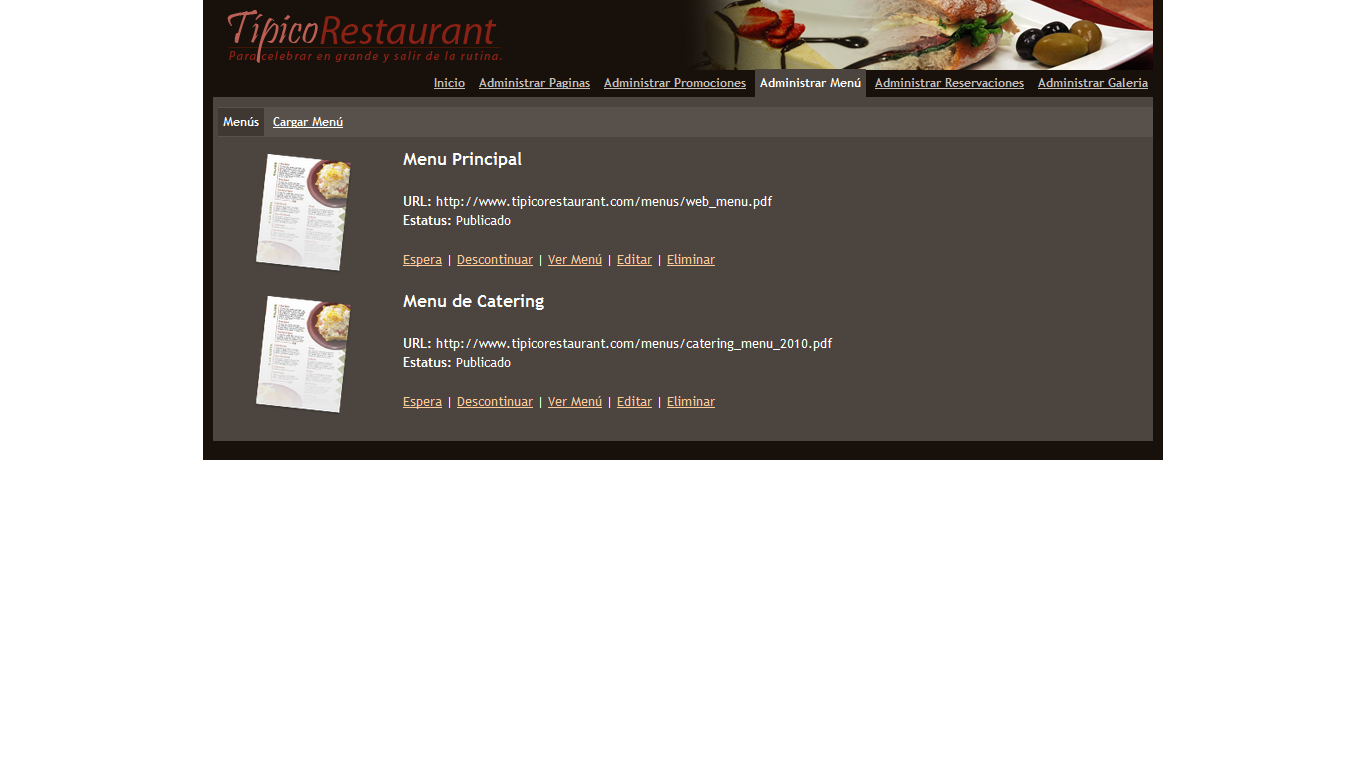 TípicoRestaurant
Para celebrar en grande y salir de la rutina.
Inicio Administrar Paginas Administrar Promociones Administrar Menú Administrar Reservaciones Administrar Galeria
Menús Cargar Menú
Menu Principal
URL: http://www.tipicorestaurant.com/menus/web_menu.pdf
Estatus: Publicado
Espera | Descontinuar | Ver Menú | Editar | Eliminar
Menu de Catering
URL: http://www.tipicorestaurant.com/menus/catering_menu_2010.pdf
Estatus: Publicado
Espera | Descontinuar | Ver Menú | Editar | Eliminar